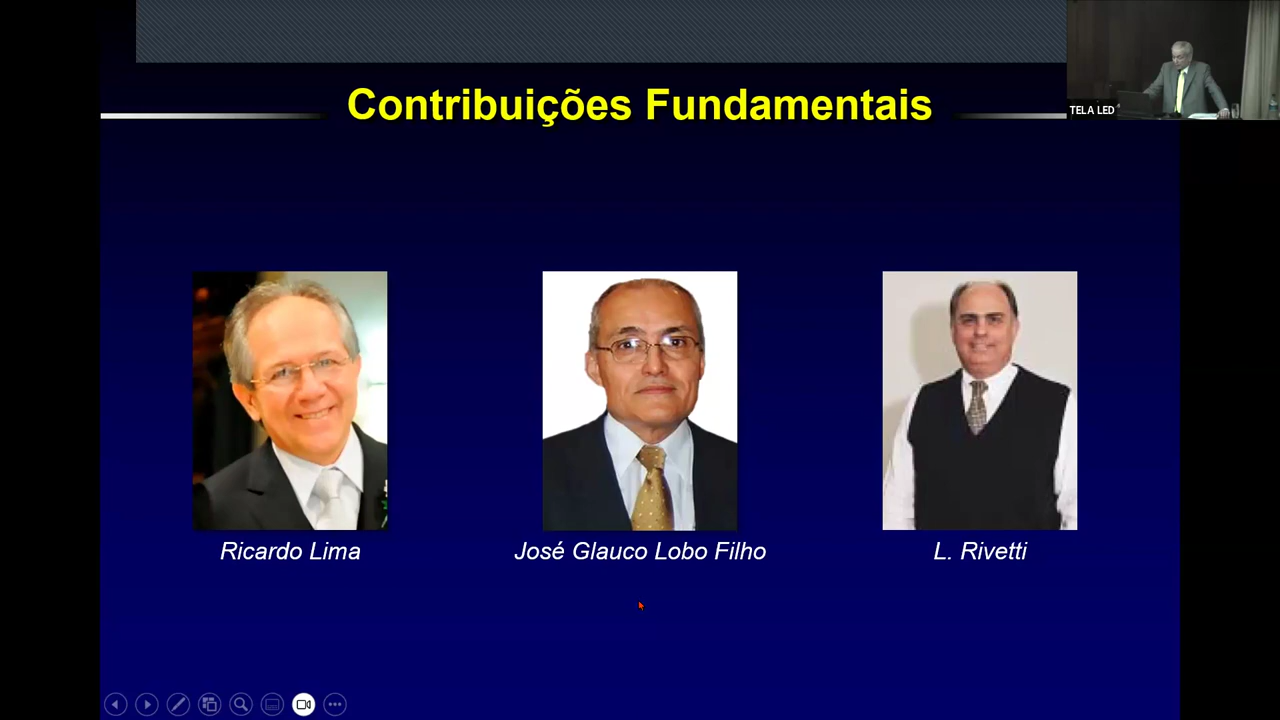 Contribuições Fundamentais
TELA LED
Ricardo Lima
José Glauco Lobo Filho
L. Rivetti